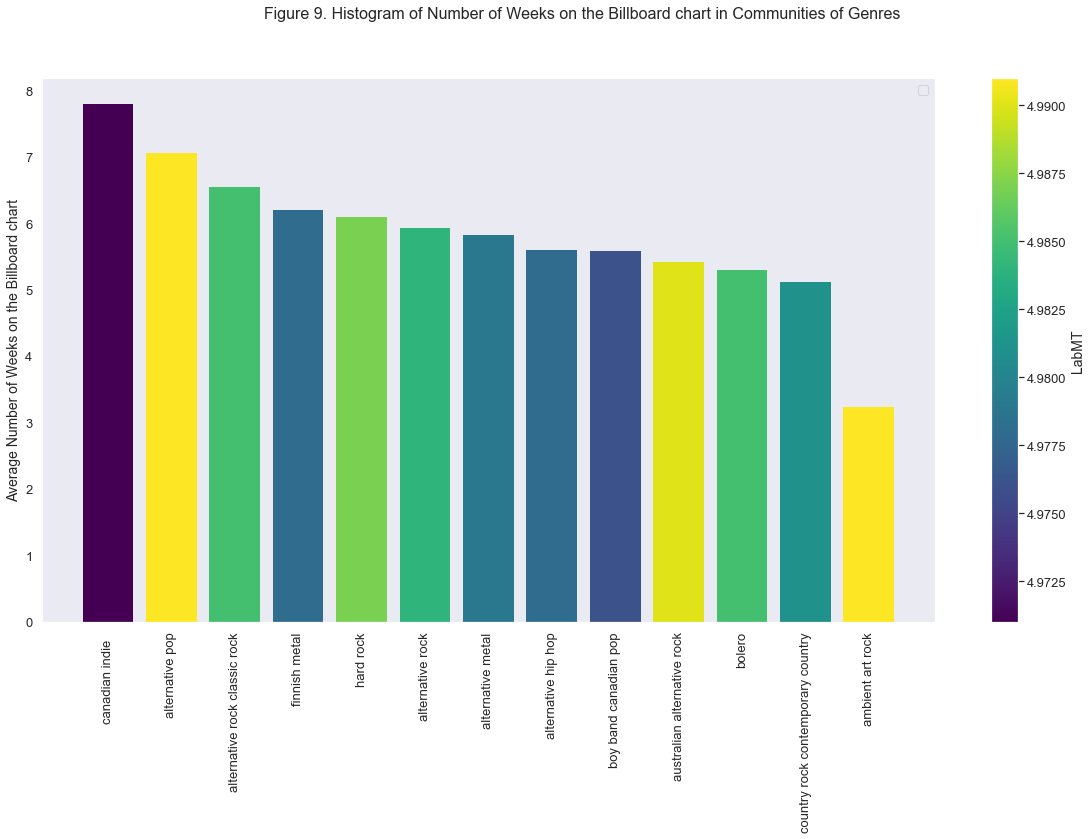 Figure 9. Histogram of Number of Weeks on the Billboard chart in Communities of Genres
Average Number of Weeks on the Billboard chart
8
7
6
5
4
3
2
1
0
canadian indie
alternative pop
alternative rock classic rock
finnish metal
hard rock
alternative rock
alternative metal
alternative hip hop
boy band canadian pop
australian alternative rock
bolero
country rock contemporary country
ambient art rock
4.9900
4.9875
4.9850
4.9825
4.9800
4.9775
4.9750
4.9725
LabMT